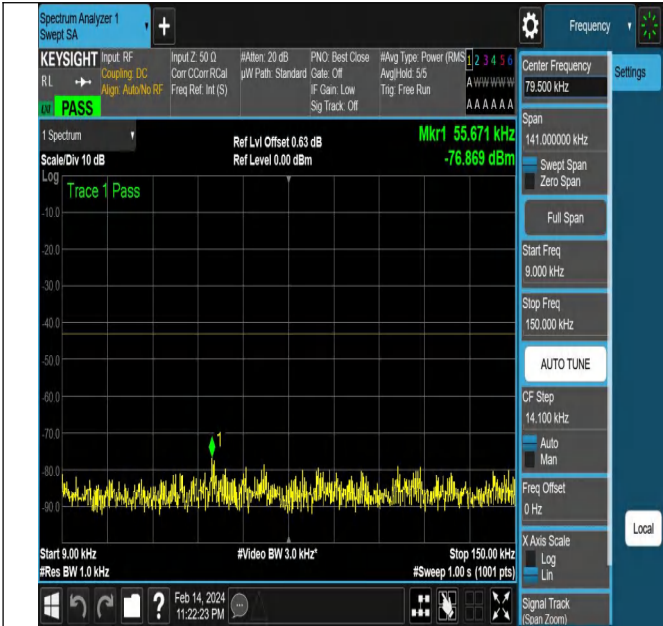 Spectrum Analyzer 1
Swept SA
+
Frequency
KEYSIGHT
RL
PASS
Input: RF
Coupling: DC
Align: Auto/No RF
Input Z: 50 Ω
Corr CCorr RCal
Freq Ref: Int (S)
#Atten: 20 dB
µW Path: Standard
PNO: Best Close
Gate: Off
IF Gain: Low
Sig Track: Off
#Avg Type: Power (RMS
Avg|Hold: 5/5
Trig: Free Run
1 2 3 4 5 6
A W W W W W
A A A A A A
1 Spectrum
Scale/Div 10 dB
Ref Lvl Offset 0.63 dB
Ref Level 0.00 dBm
Mkr1 55.671 kHz
-76.869 dBm
Log
Trace 1 Pass
-10.0
-20.0
-30.0
-40.0
-50.0
-60.0
-70.0
-80.0
-90.0
1
Start 9.00 kHz
#Res BW 1.0 kHz
#Video BW 3.0 kHz*
Stop 150.00 kHz
#Sweep 1.00 s (1001 pts)
?
Feb 14, 2024
11:22:23 PM
Center Frequency
79.500 kHz
Settings
Span
141.000000 kHz
Swept Span
Zero Span
Full Span
Start Freq
9.000 kHz
Stop Freq
150.000 kHz
AUTO TUNE
CF Step
14.100 kHz
Auto
Man
Freq Offset
0 Hz
X Axis Scale
Log
Lin
Local
Signal Track
(Span Zoom)